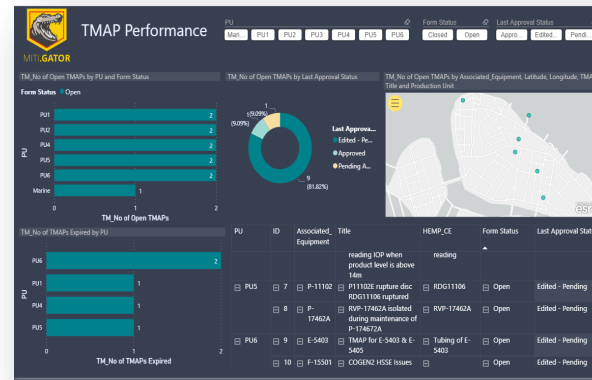 TMAP Performance
MITI.GATOR
PU
Mari... PU1 PU2 PU3 PU4 PU5 PU6
Form Status
Closed Open
Last Approval Status
Appro... Edited... Pendi...
TM_No of Open TMAPs by PU and Form Status
Form Status Open
PU
PU1 2
PU2 2
PU4 2
PU5 2
PU6 2
Marine 1
0 1 2
TM_No of Open TMAPs
TM_No of Open TMAPs by Last Approval Status
1
(9.09%)
1(9.09%)
9
(81.82%)
Last Approva...
Edited - Pe...
Approved
Pending A...
TM_No of Open TMAPs by Associated_Equipment, Latitude, Longitude, TMA
Title and Production Unit
esri
TM_No of TMAPs Expired by PU
PU
PU6 2
PU1 1
PU4 1
PU5 1
0 1 2
TM_No of TMAPs Expired
PU ID Associated_ Title HEMP_CE Form Status Last Approval Stat
Equipment
reading IOP when reading
product level is above
14m
PU5 7 P-11102 P11102E rupture disc RDG11106 Open Edited - Pending
RDG11106 ruptured
8 P- RVP-17462A isolated RVP-17462A Open Edited - Pending
17462A during maintenance of
P-174672A
PU6 9 E-5403 TMAP for E-5403 & E- Tubing of E- Open Edited - Pending
5405 5403
10 F-15501 COGEN2 HSSE Issues Open Edited - Pending